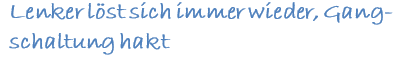 Lenker löst sich immer wieder, Gang-
schaltung hakt